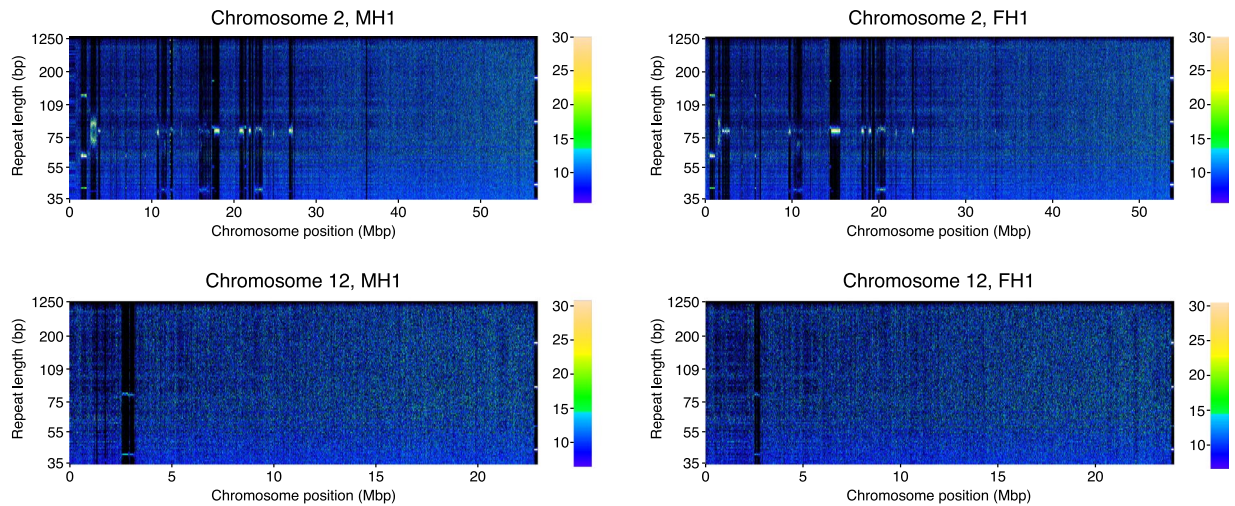 Chromosome 2, MH1
Repeat length (bp)
1250
200
109
75
55
35
0 10 20 30 40 50
Chromosome position (Mbp)
30
25
20
15
10
Chromosome 2, FH1
Repeat length (bp)
1250
200
109
75
55
35
0 10 20 30 40 50
Chromosome position (Mbp)
30
25
20
15
10
Chromosome 12, MH1
Repeat length (bp)
1250
200
109
75
55
35
0 5 10 15 20
Chromosome position (Mbp)
30
25
20
15
10
Chromosome 12, FH1
Repeat length (bp)
1250
200
109
75
55
35
0 5 10 15 20
Chromosome position (Mbp)
30
25
20
15
10